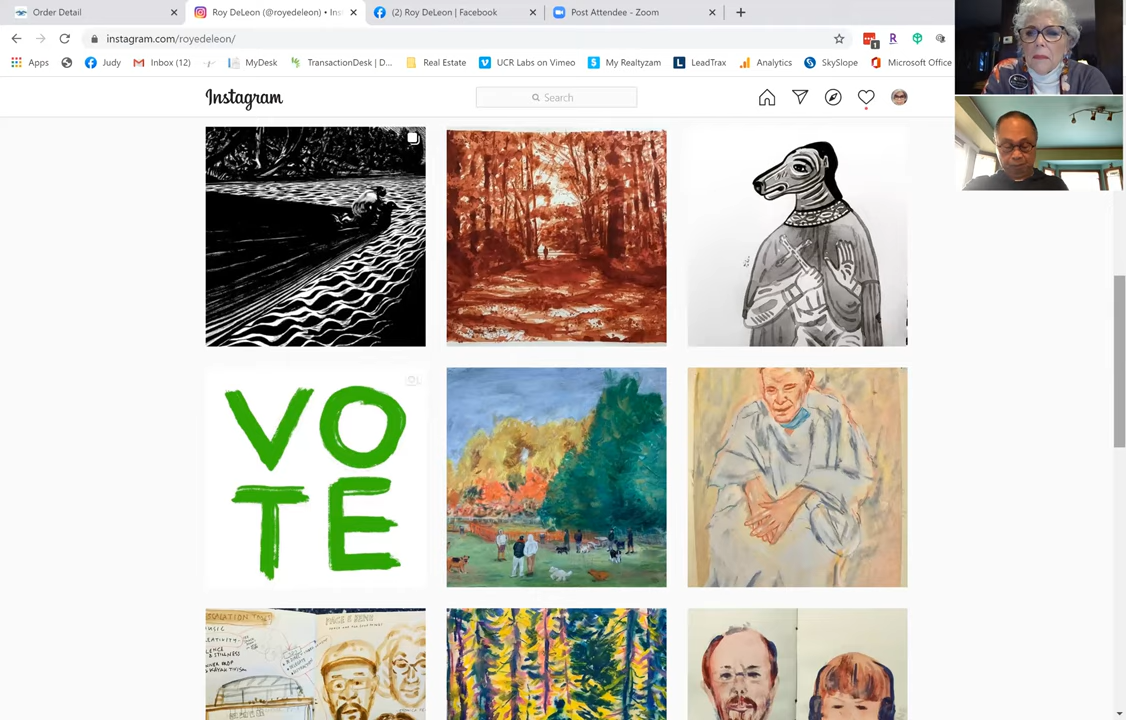 Order Detail
Roy DeLeon (@royedeleon) • Ins
(2) Roy DeLeon | Facebook
Post Attendee - Zoom
instagram.com/royedeleon/
Apps
Judy
Inbox (12)
MyDesk
TransactionDesk | D...
Real Estate
UCR Labs on Vimeo
My Realtyzam
LeadTrax
Analytics
SkySlope
Microsoft Office
Instagram
Search
VO
TE
MUSIC